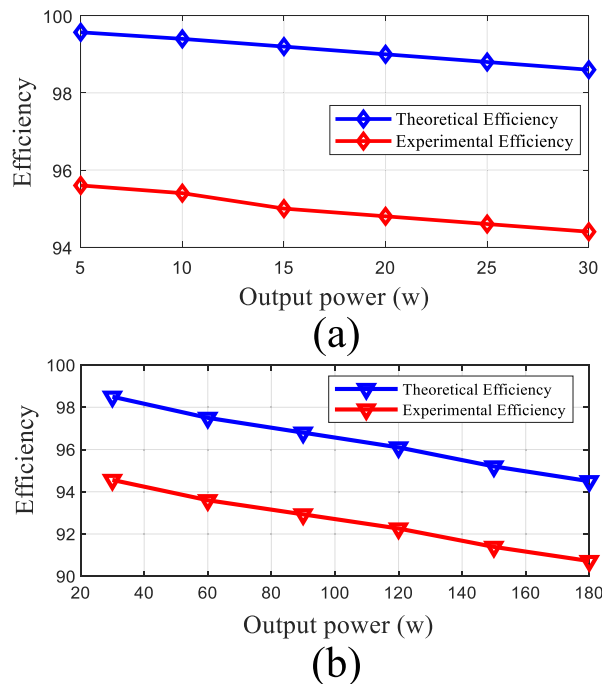 100
98
96
94
Efficiency
Theoretical Efficiency
Experimental Efficiency
5 10 15 20 25 30
Output power (w)
(a)
100
98
96
94
92
90
Efficiency
Theoretical Efficiency
Experimental Efficiency
20 40 60 80 100 120 140 160 180
Output power (w)
(b)